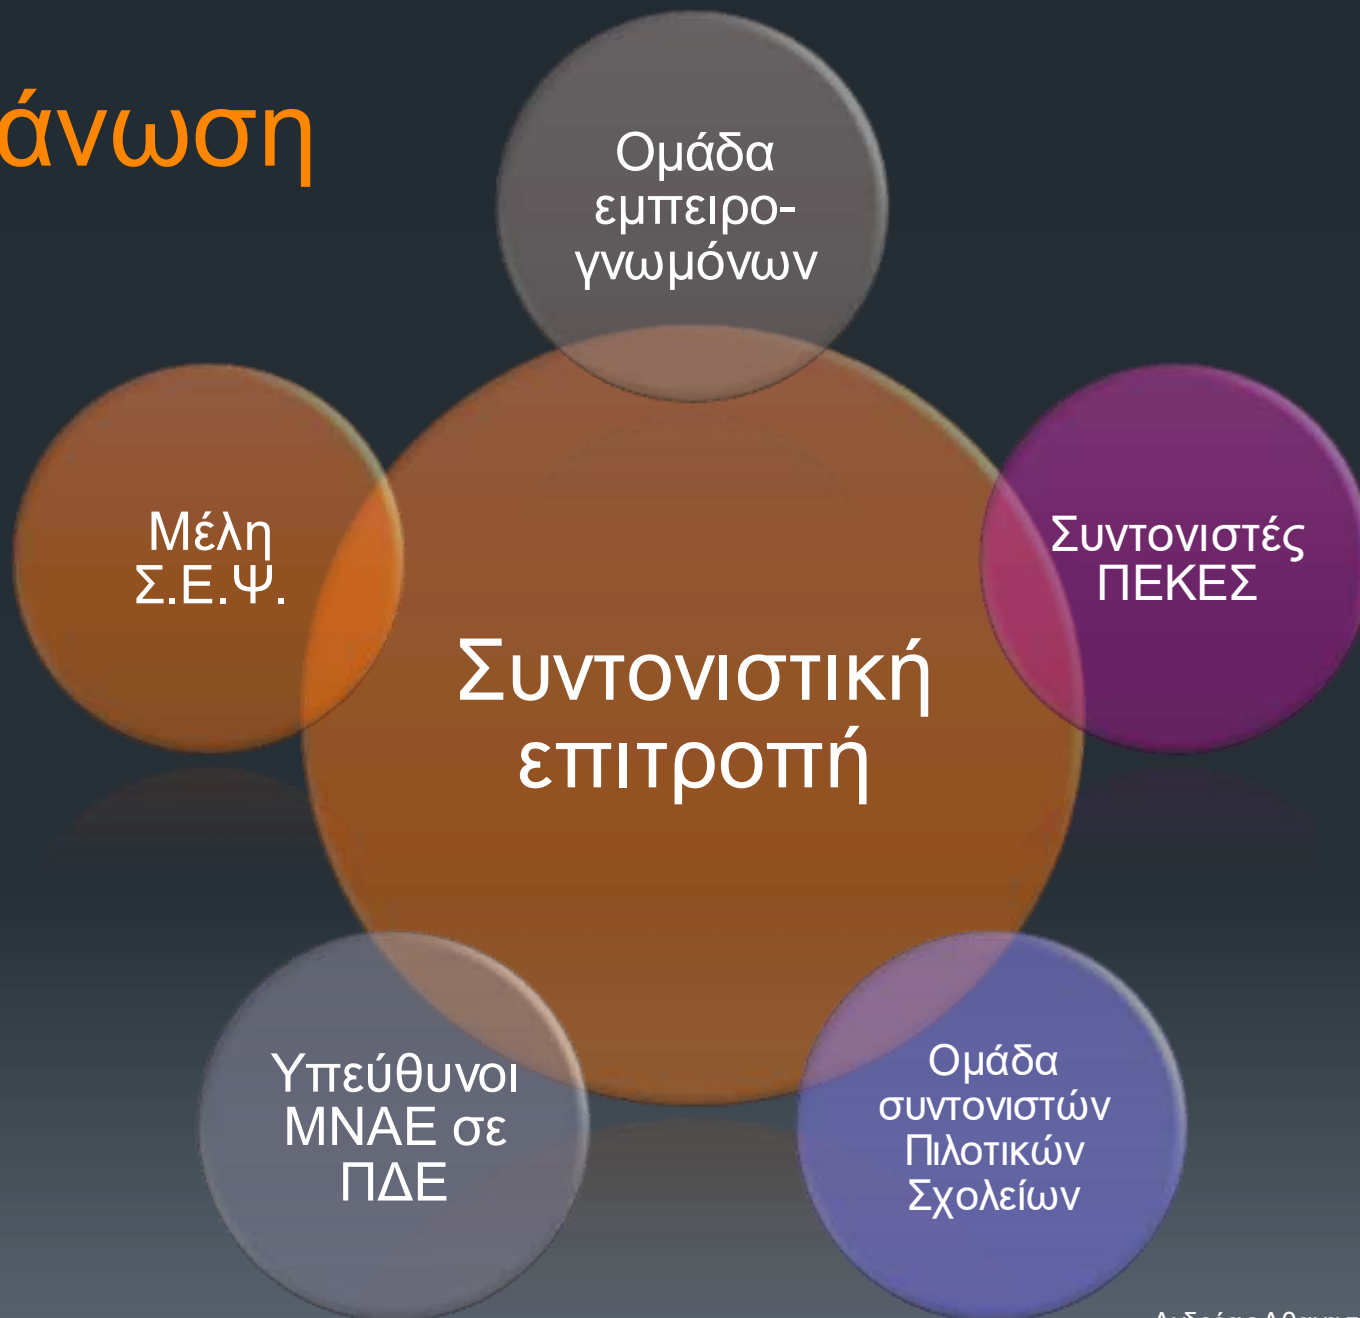 άνωση
Ομάδα
εμπειρο-
γνωμόνων
Μέλη
Σ.Ε.Ψ.
Συντονιστές
ΠΕΚΕΣ
Συντονιστική
επιτροπή
Υπεύθυνοι
ΜΝΑΕ σε
ΠΔΕ
Ομάδα
συντονιστών
Πιλοτικών
Σχολείων